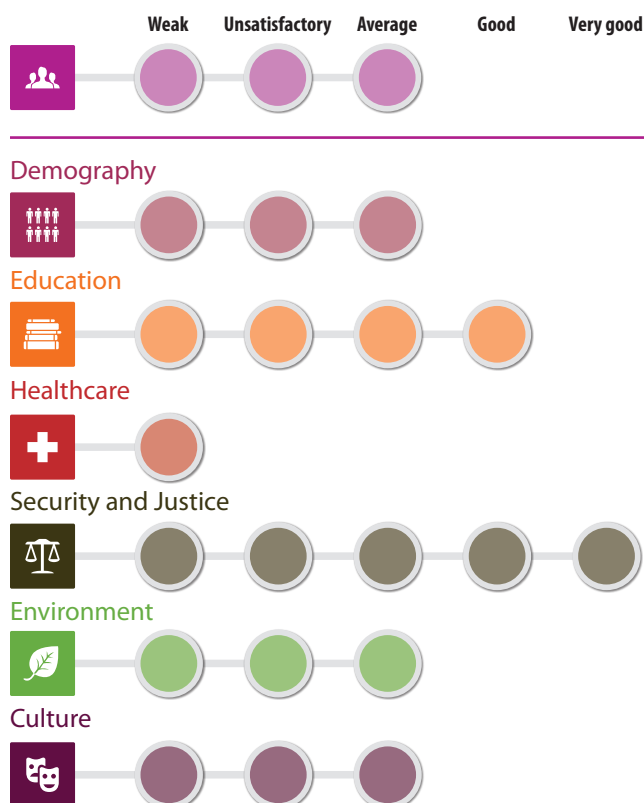 Weak Unsatisfactory Average Good Very good
Demography
Education
Healthcare
Security and Justice
Environment
Culture